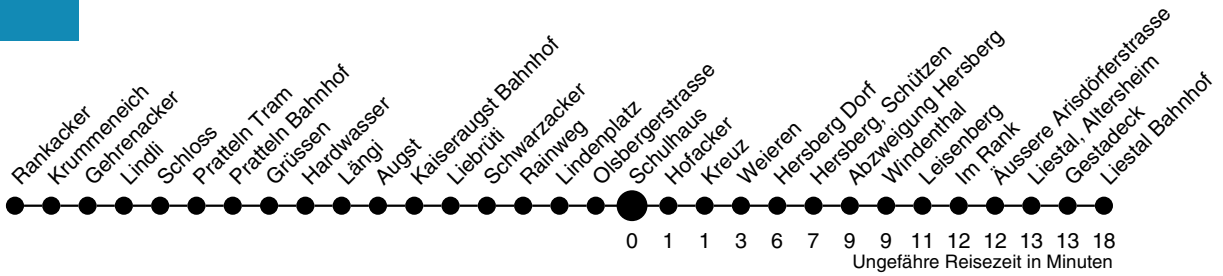 Rankacker
Krummeneich
Gehrenacker
Lindli
Schloss
Pratteln Tram
Pratteln Bahnhof
Grüssen
Hardwasser
Längi
Augst
Kaiseraugst Bahnhof
Liebrüti
Schwarzacker
Rainweg
Lindenplatz
Olsbergerstrasse
Schulhaus
Hofacker
Kreuz
Weieren
Hersberg Dorf
Hersberg, Schützen
Abzweigung Hersberg
Windenthal
Leisenberg
Im Rank
Äussere Arisdörferstrasse
Liestal, Altersheim
Gestadeck
Liestal Bahnhof
0 1 1 3 6 7 9 9 11 12 12 13 13 18
Ungefähre Reisezeit in Minuten